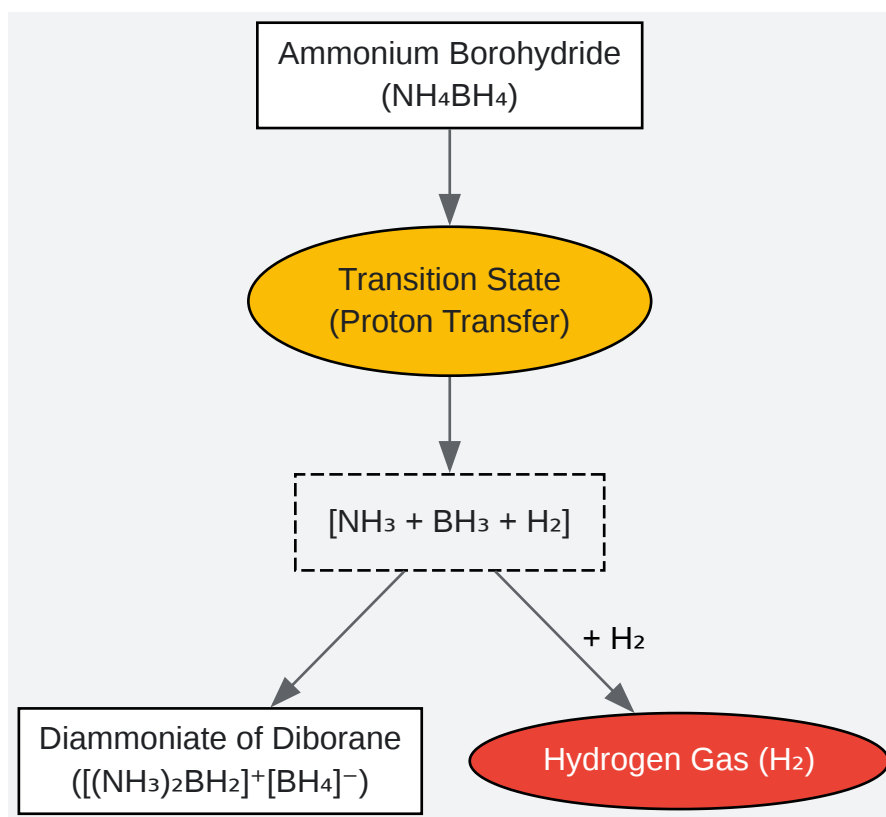 Ammonium Borohydride
(NH₄BH₄)
Transition State
(Proton Transfer)
[NH₃ + BH₃ + H₂]
+ H₂
Diammoniate of Diborane
([(NH₃)₂BH₂]⁺[BH₄]⁻)
Hydrogen Gas (H₂)